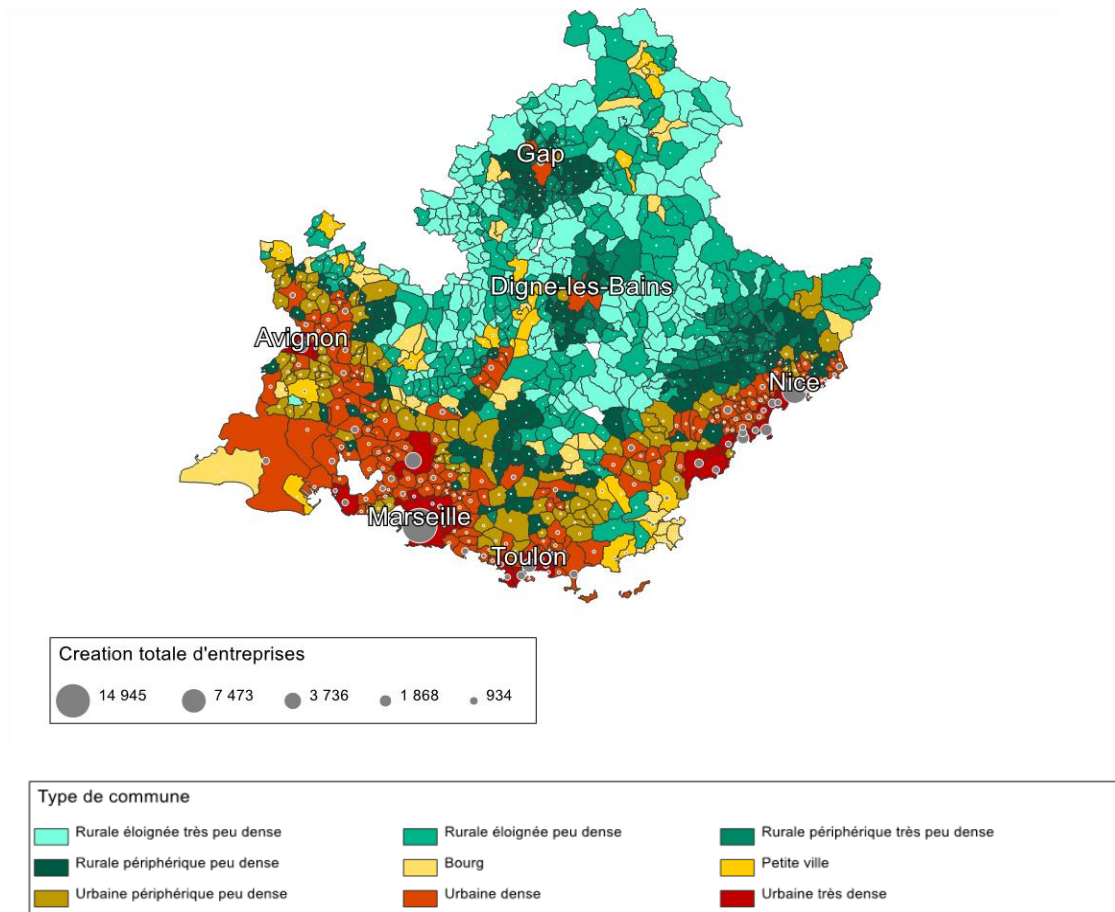 Gap
Digne-les-Bains
Avignon
Nice
Marseille
Toulon
Creation totale d'entreprises
14 945 7 473 3 736 1 868 934
Type de commune
Rurale éloignée très peu dense Rurale éloignée peu dense Rurale périphérique très peu dense
Rurale périphérique peu dense Bourg Petite ville
Urbaine périphérique peu dense Urbaine dense Urbaine très dense